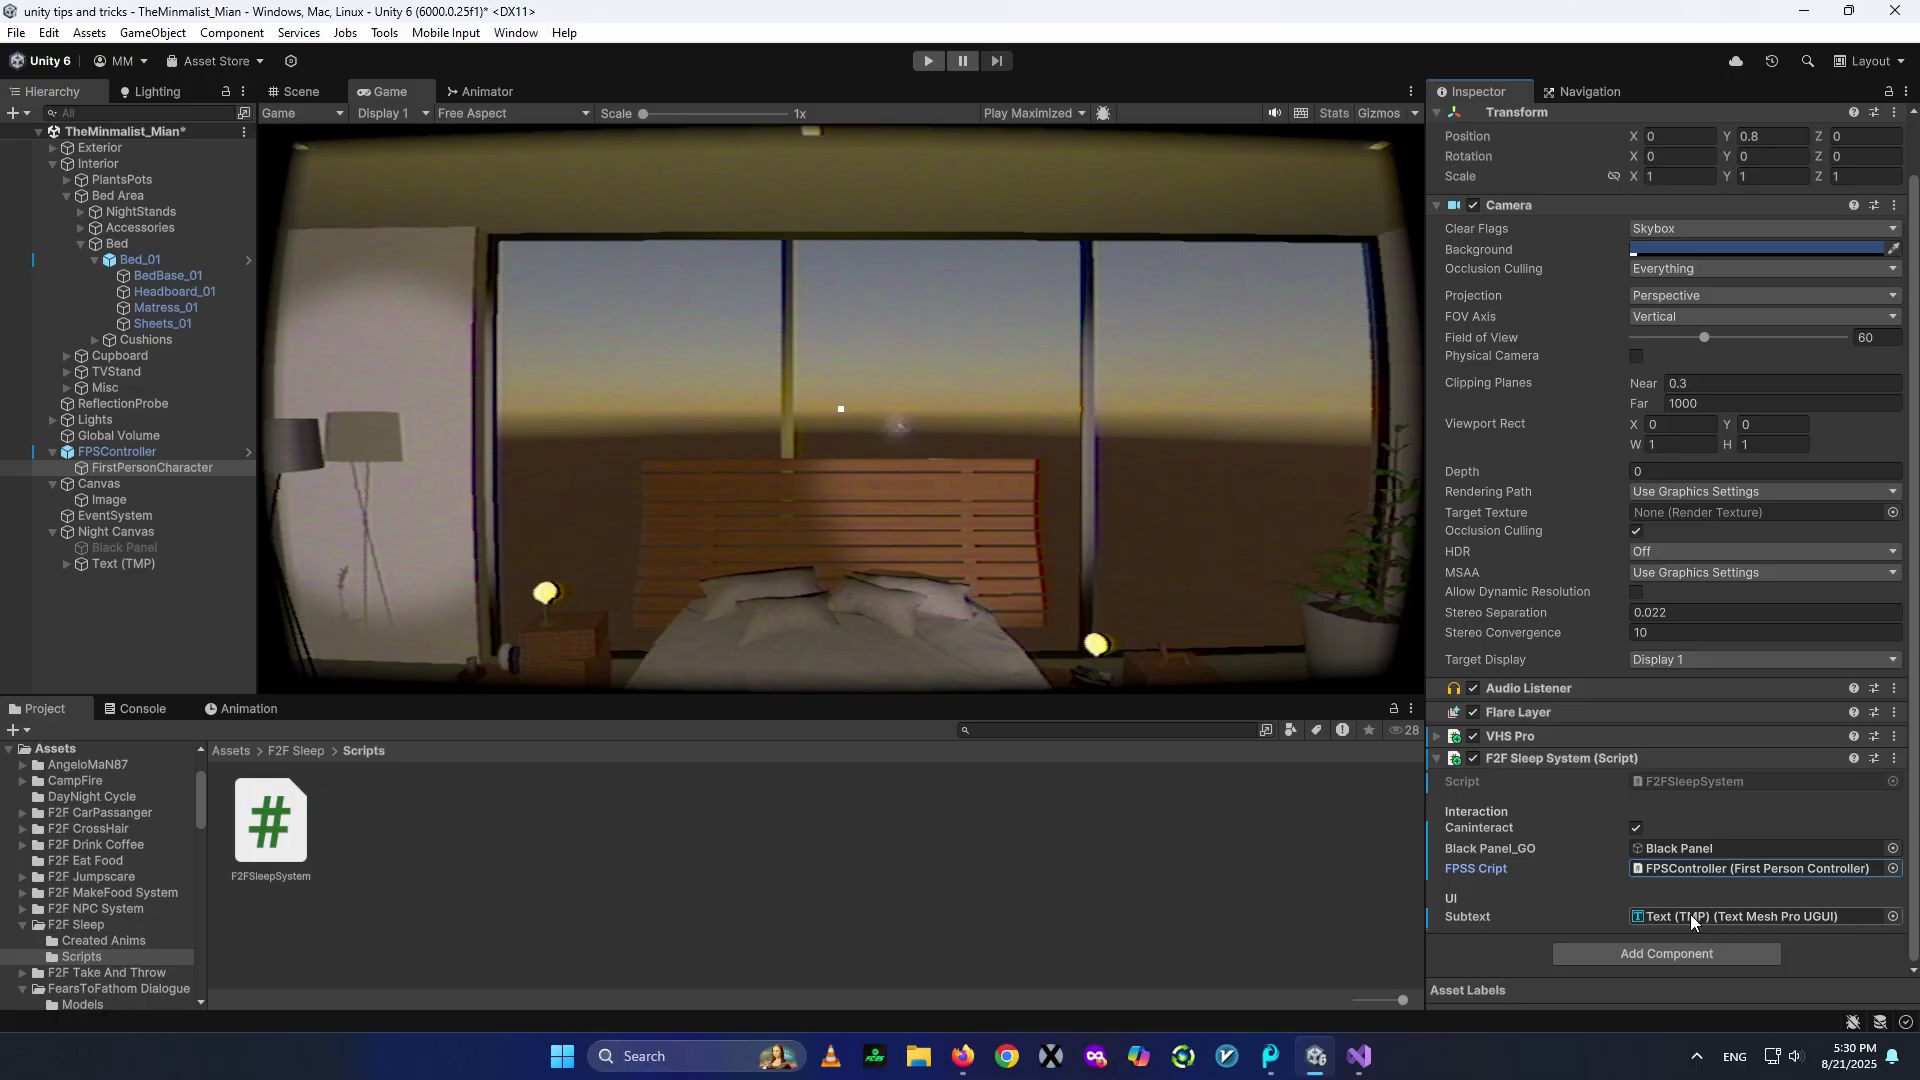 unity tips and tricks - TheMinmalist_Mian - Windows, Mac, Linux - Unity 6 (6000.0.25f1)* <DX11>
File Edit Assets GameObject Component Services Jobs Tools Mobile Input Window Help
Unity 6 MM Asset Store Layout
Hierarchy Lighting Scene Game Animator Inspector Navigation
All Game Display 1 Free Aspect Scale 1x Play Maximized Stats Gizmos
TheMinmalist_Mian*
Exterior
Interior
PlantsPots
Bed Area
NightStands
Accessories
Bed
Bed_01
BedBase_01
Headboard_01
Matress_01
Sheets_01
Cushions
Cupboard
TVStand
Misc
ReflectionProbe
Lights
Global Volume
FPSController
FirstPersonCharacter
Canvas
Image
EventSystem
Night Canvas
Black Panel
Text (TMP)
Transform
Position X 0 Y 0.8 Z 0
Rotation X 0 Y 0 Z 0
Scale X 1 Y 1 Z 1
Camera
Clear Flags Skybox
Background
Occlusion Culling Everything
Projection Perspective
FOV Axis Vertical
Field of View 60
Physical Camera
Clipping Planes Near 0.3
Far 1000
Viewport Rect X 0 Y 0
W 1 H 1
Depth 0
Rendering Path Use Graphics Settings
Target Texture None (Render Texture)
Occlusion Culling
HDR Off
MSAA Use Graphics Settings
Allow Dynamic Resolution
Stereo Separation 0.022
Stereo Convergence 10
Target Display Display 1
Audio Listener
Flare Layer
VHS Pro
F2F Sleep System (Script)
Script F2FSleepSystem
Interaction
Caninteract
Black Panel_GO Black Panel
FPSS Cript FPSController (First Person Controller)
UI
Subtext Text (TMP) (Text Mesh Pro UGUI)
Add Component
Asset Labels
Project Console Animation
28
Assets > F2F Sleep > Scripts
Assets
AngeloMaN87
CampFire
DayNight Cycle
F2F CarPassanger
F2F CrossHair
F2F Drink Coffee
F2F Eat Food
F2F Jumpscare
F2F MakeFood System
F2F NPC System
F2F Sleep
Created Anims
Scripts
F2F Take And Throw
FearsToFathom Dialogue
Models
F2FSleepSystem
Search
ENG
5:30 PM
8/21/2025